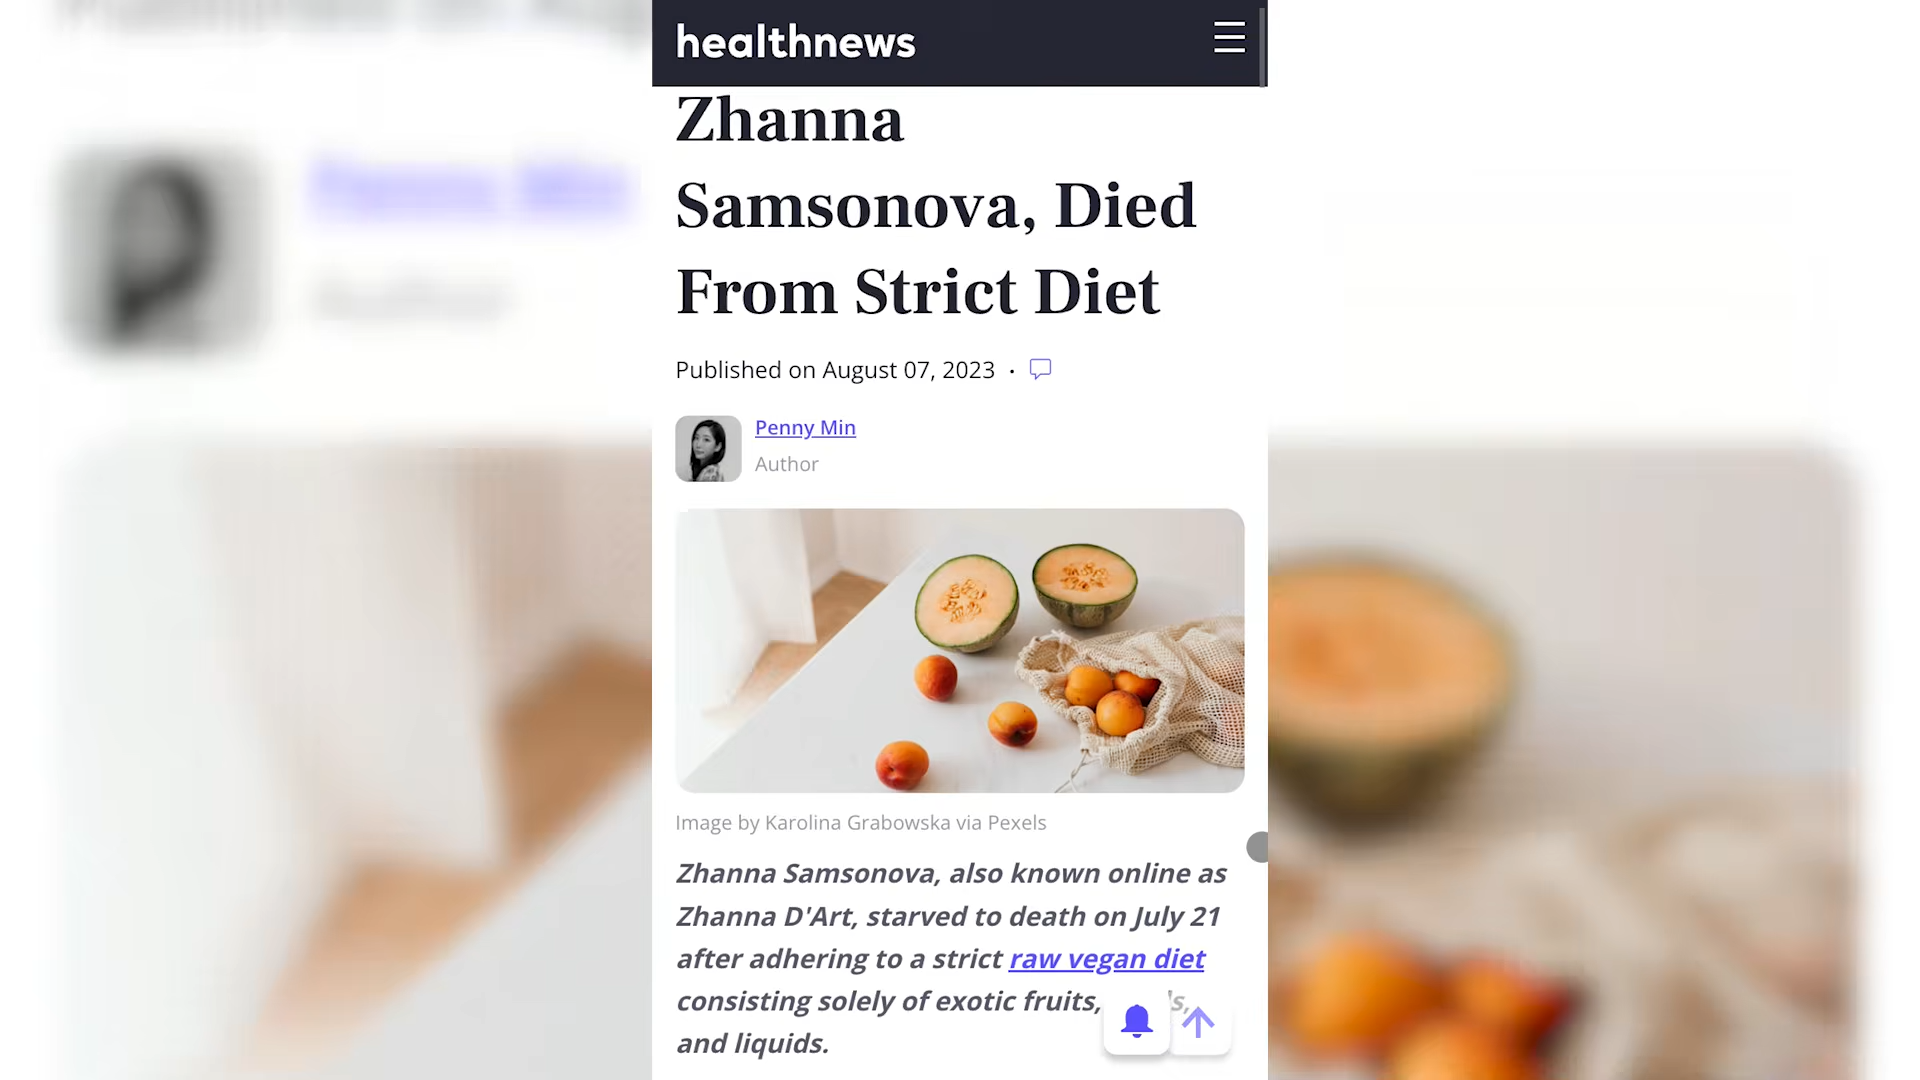 healthnews
Zhanna
Samsonova, Died
From Strict Diet
Published on August 07, 2023 •
Penny Min
Author
Image by Karolina Grabowska via Pexels
Zhanna Samsonova, also known online as
Zhanna D'Art, starved to death on July 21
after adhering to a strict raw vegan diet
consisting solely of exotic fruits,
and liquids.